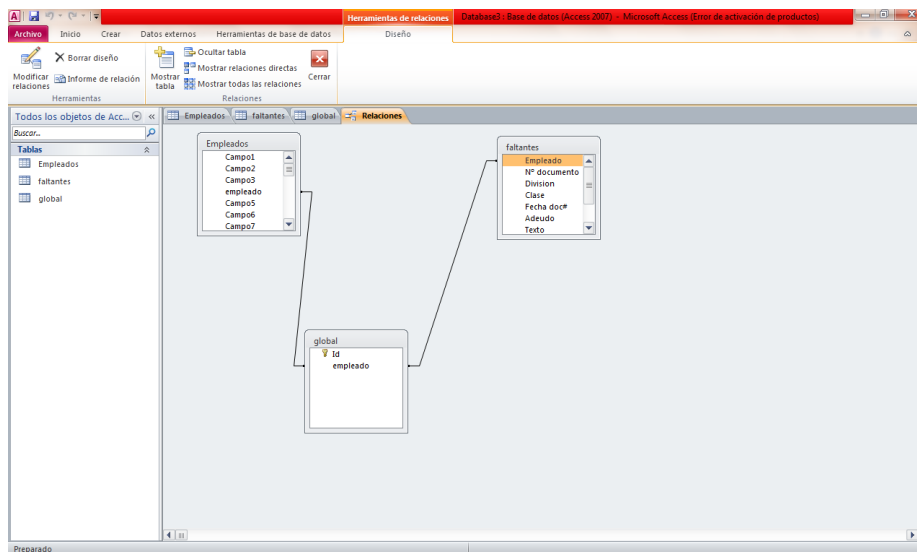 Herramientas de relaciones
Database3 : Base de datos (Access 2007) - Microsoft Access (Error de activación de productos)
Archivo
Inicio
Crear
Datos externos
Herramientas de base de datos
Diseño
Modificar relaciones
Borrar diseño
Informe de relación
Herramientas
Mostrar tabla
Ocultar tabla
Mostrar relaciones directas
Mostrar todas las relaciones
Cerrar
Relaciones
Todos los objetos de Acc...
Buscar...
Tablas
Empleados
faltantes
global
Empleados
faltantes
global
Relaciones
Empleados
Campo1
Campo2
Campo3
empleado
Campo5
Campo6
Campo7
faltantes
Empleado
Nº documento
Division
Clase
Fecha doc#
Adeudo
Texto
global
Id
empleado
Preparado